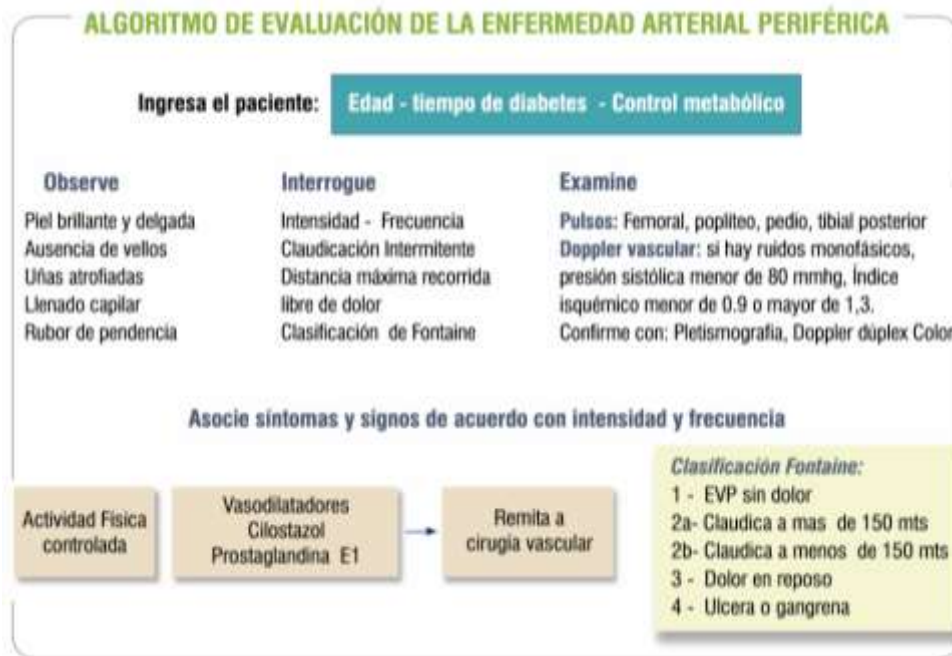 ALGORITMO DE EVALUACIÓN DE LA ENFERMEDAD ARTERIAL PERIFÉRICA
Ingresa el paciente: Edad - tiempo de diabetes - Control metabólico
Observe
Piel brillante y delgada
Ausencia de vellos
Uñas atrofiadas
Llenado capilar
Rubor de pendencia
Interrogue
Intensidad - Frecuencia
Claudicación Intermitente
Distancia máxima recorrida
libre de dolor
Clasificación de Fontaine
Examine
Pulsos: Femoral, popliteo, pedio, tibial posterior
Doppler vascular: si hay ruidos monofásicos,
presión sistólica menor de 80 mmhg, Índice
isquémico menor de 0.9 o mayor de 1,3.
Confirme con: Pletismografia, Doppler dúplex Color
Asocie síntomas y signos de acuerdo con intensidad y frecuencia
Actividad Física
controlada
Vasodilatadores
Cilostazol
Prostaglandina E1
Remita a
cirugía vascular
Clasificación Fontaine:
1 - EVP sin dolor
2a- Claudica a mas de 150 mts
2b- Claudica a menos de 150 mts
3 - Dolor en reposo
4 - Ulcera o gangrena